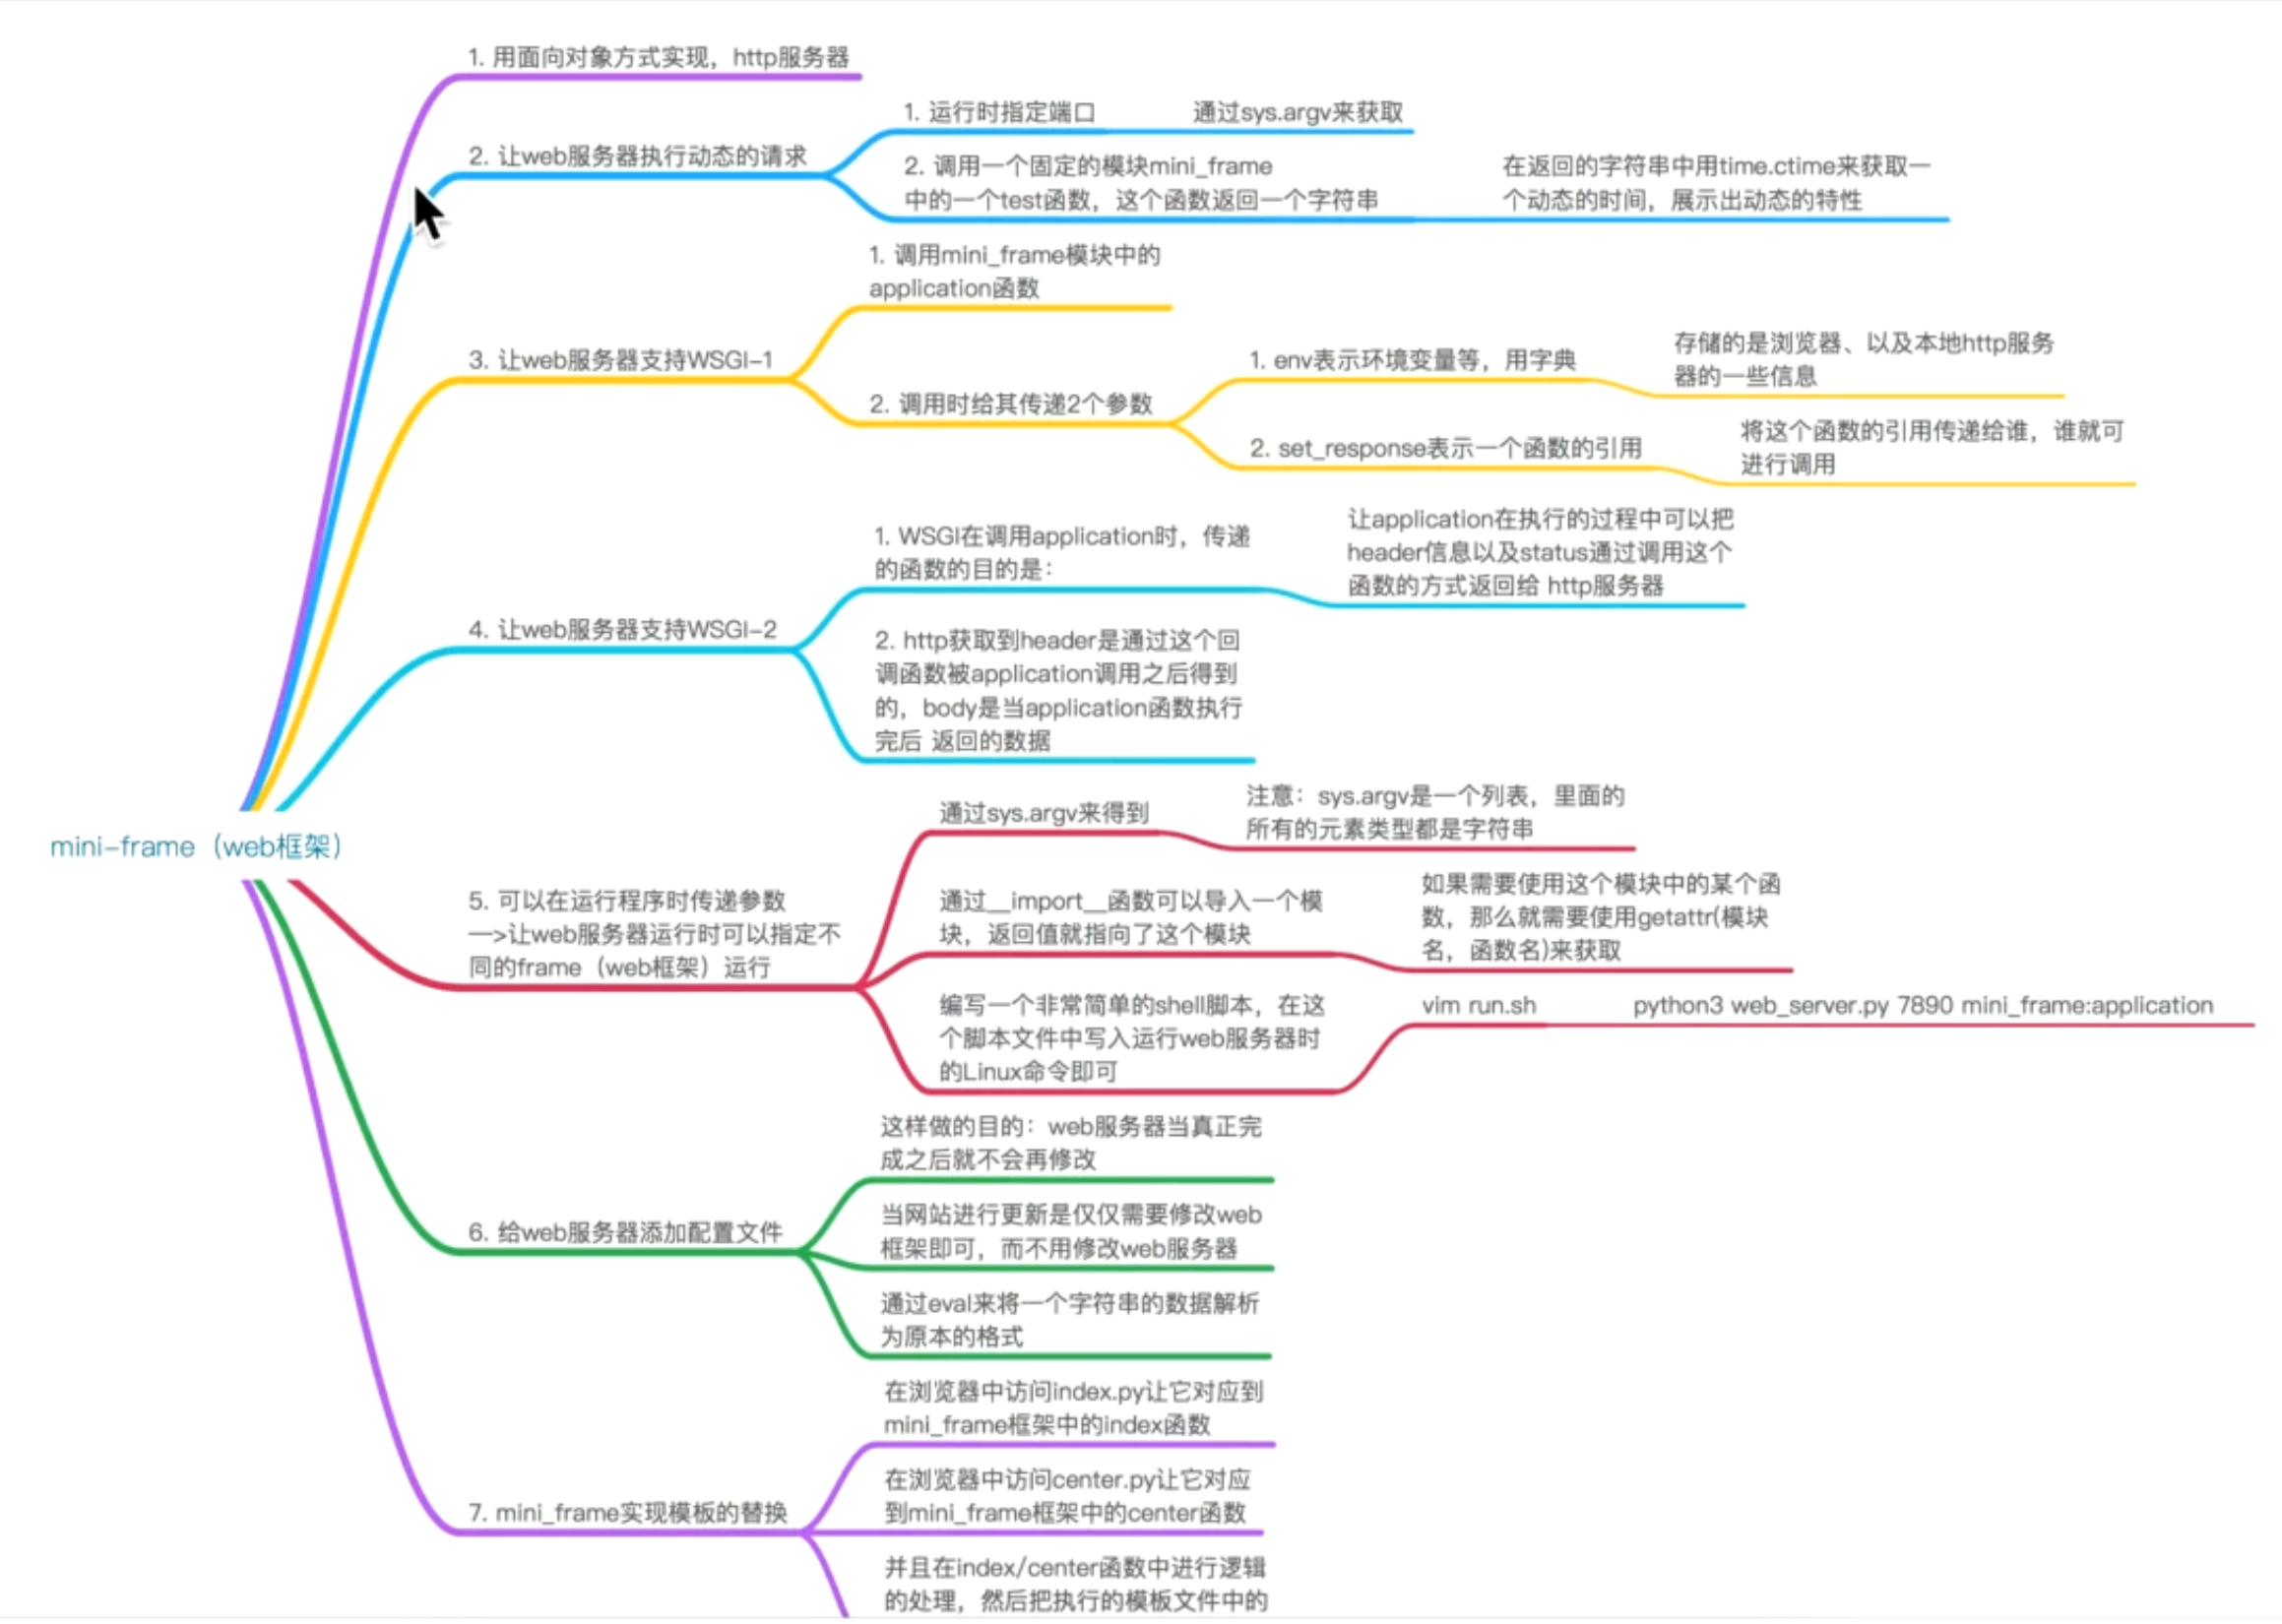 1. 用面向对象方式实现，http服务器
2. 让web服务器执行动态的请求
1. 运行时指定端口
通过sys.argv来获取
2. 调用一个固定的模块mini_frame
中的一个test函数，这个函数返回一个字符串
在返回的字符串中用time.ctime来获取一
个动态的时间，展示出动态的特性
3. 让web服务器支持WSGI-1
1. 调用mini_frame模块中的
application函数
2. 调用时给其传递2个参数
1. env表示环境变量等，用字典
存储的是浏览器、以及本地http服务
器的一些信息
2. set_response表示一个函数的引用
将这个函数的引用传递给谁，谁就可
进行调用
4. 让web服务器支持WSGI-2
1. WSGI在调用application时，传递
的函数的目的是：
让application在执行的过程中可以把
header信息以及status通过调用这个
函数的方式返回给 http服务器
2. http获取到header是通过这个回
调函数被application调用之后得到
的，body是当application函数执行
完后 返回的数据
mini-frame（web框架）
5. 可以在运行程序时传递参数
—>让web服务器运行时可以指定不
同的frame（web框架）运行
通过sys.argv来得到
注意：sys.argv是一个列表，里面的
所有的元素类型都是字符串
通过__import__函数可以导入一个模
块，返回值就指向了这个模块
如果需要使用这个模块中的某个函
数，那么就需要使用getattr(模块
名，函数名)来获取
编写一个非常简单的shell脚本，在这
个脚本文件中写入运行web服务器时
的Linux命令即可
vim run.sh
python3 web_server.py 7890 mini_frame:application
6. 给web服务器添加配置文件
这样做的目的：web服务器当真正完
成之后就不会再修改
当网站进行更新是仅仅需要修改web
框架即可，而不用修改web服务器
通过eval来将一个字符串的数据解析
为原本的格式
7. mini_frame实现模板的替换
在浏览器中访问index.py让它对应到
mini_frame框架中的index函数
在浏览器中访问center.py让它对应
到mini_frame框架中的center函数
并且在index/center函数中进行逻辑
的处理，然后把执行的模板文件中的